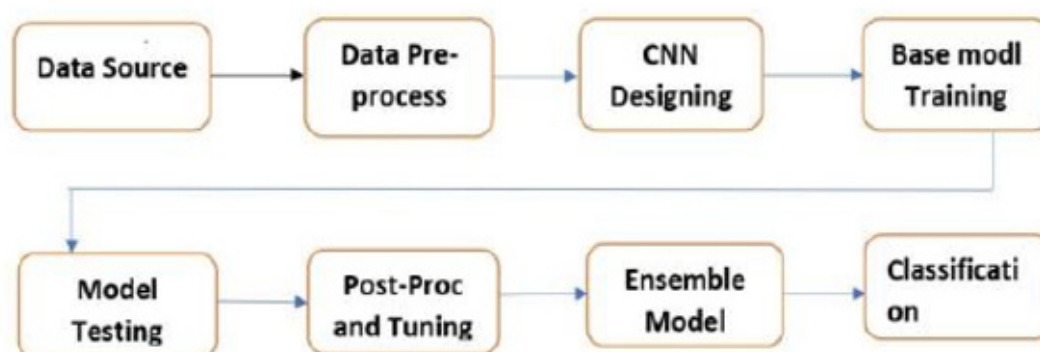 Data Source
Data Pre-
process
CNN
Designing
Base modl
Training
Model
Testing
Post-Proc
and Tuning
Ensemble
Model
Classificati
on